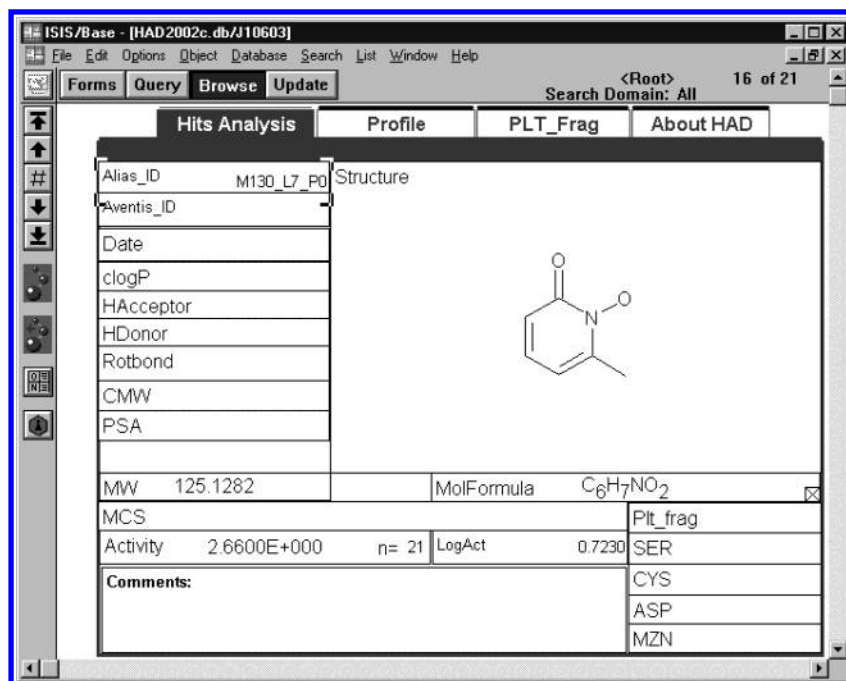 ISIS/Base - [HAD2002c.db/J10603]
File Edit Options Object Database Search List Window Help
Forms Query Browse Update
<Root> 16 of 21
Search Domain: All
Hits Analysis Profile PLT_Frag About HAD
Alias_ID M130_L7_P0 Structure
Aventis_ID
Date
clogP
HAcceptor
HDonor
Rotbond
CMW
PSA
O
O
N
MW 125.1282 MolFormula C6H7NO2
MCS Plt_frag
Activity 2.6600E+000 n= 21 LogAct 0.7230 SER
Comments: CYS
ASP
MZN